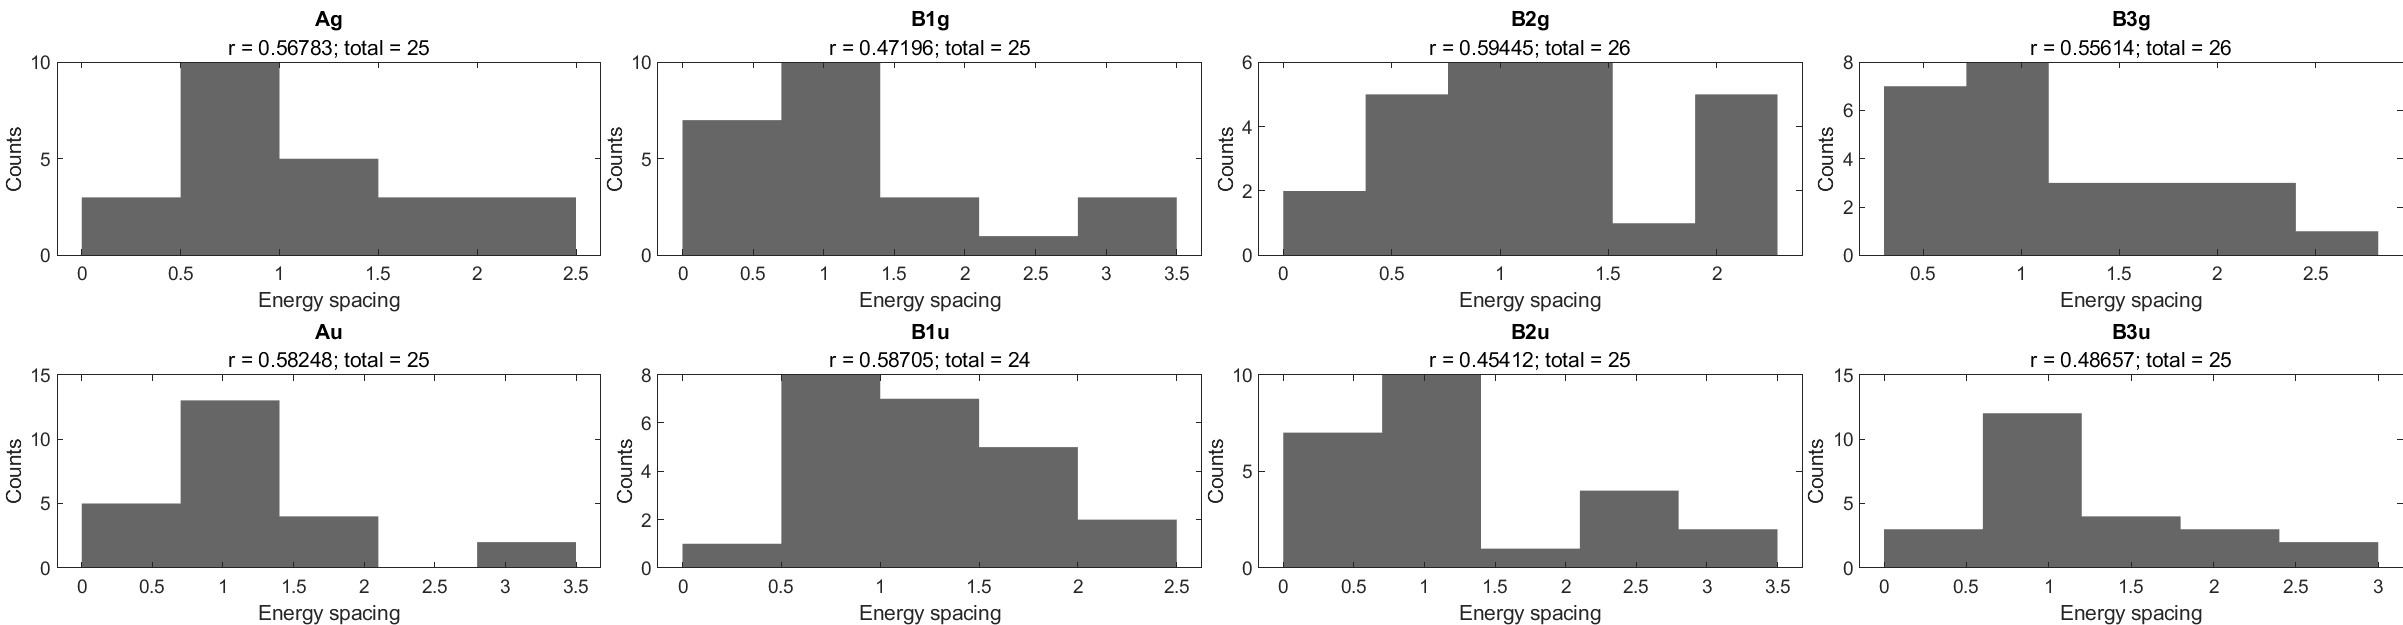 Ag
r = 0.56783; total = 25
10
5
0
Counts
0 0.5 1 1.5 2 2.5
Energy spacing
B1g
r = 0.47196; total = 25
10
5
0
Counts
0 0.5 1 1.5 2 2.5 3 3.5
Energy spacing
B2g
r = 0.59445; total = 26
6
4
2
0
Counts
0 0.5 1 1.5 2
Energy spacing
B3g
r = 0.55614; total = 26
8
6
4
2
0
Counts
0.5 1 1.5 2 2.5
Energy spacing
Au
r = 0.58248; total = 25
15
10
5
0
Counts
0 0.5 1 1.5 2 2.5 3 3.5
Energy spacing
B1u
r = 0.58705; total = 24
8
6
4
2
0
Counts
0 0.5 1 1.5 2 2.5
Energy spacing
B2u
r = 0.45412; total = 25
10
5
0
Counts
0 0.5 1 1.5 2 2.5 3 3.5
Energy spacing
B3u
r = 0.48657; total = 25
15
10
5
0
Counts
0 0.5 1 1.5 2 2.5 3
Energy spacing